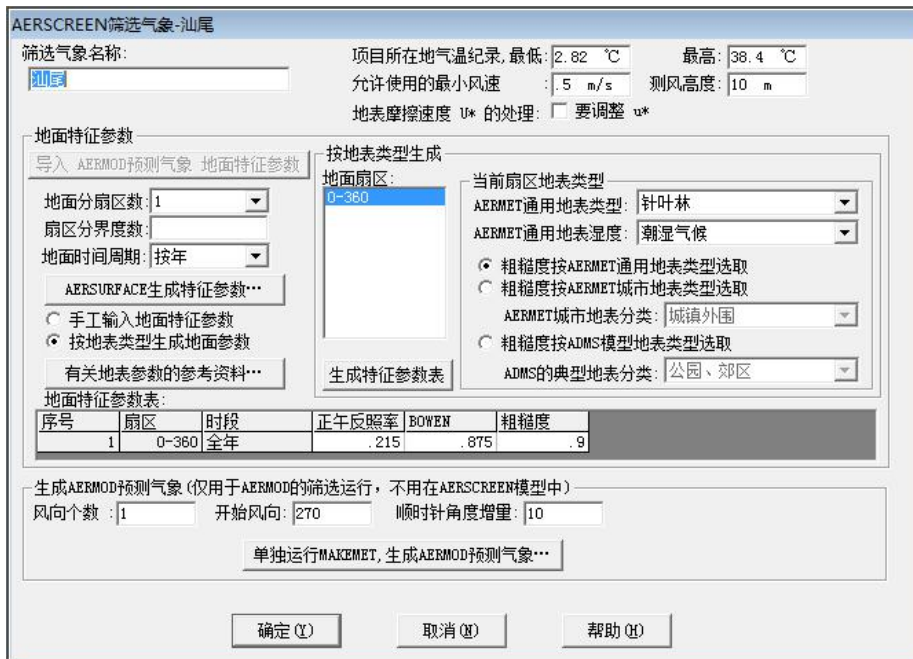 AERSCREEN筛选气象-汕尾
筛选气象名称:
汕尾
项目所在地气温纪录,最低: 2.82 ℃ 最高: 38.4 ℃
允许使用的最小风速 : .5 m/s 测风高度: 10 m
地表摩擦速度 U* 的处理: 要调整 u*
地面特征参数
导入 AERMOD预测气象 地面特征参数
地面分扇区数: 1
扇区分界度数:
地面时间周期: 按年
AERSURFACE生成特征参数…
手工输入地面特征参数
按地表类型生成地面参数
有关地表参数的参考资料…
按地表类型生成
地面扇区:
0-360
生成特征参数表
当前扇区地表类型
AERMET通用地表类型: 针叶林
AERMET通用地表湿度: 潮湿气候
粗糙度按AERMET通用地表类型选取
粗糙度按AERMET城市地表类型选取
AERMET城市地表分类: 城镇外围
粗糙度按ADMS模型地表类型选取
ADMS的典型地表分类: 公园、郊区
地面特征参数表:
序号 扇区 时段 正午反照率 BOWEN 粗糙度
1 0-360 全年 .215 .875 .9
生成AERMOD预测气象(仅用于AERMOD的筛选运行，不用在AERSCREEN模型中)
风向个数 : 1 开始风向: 270 顺时针角度增量: 10
单独运行MAKEMET,生成AERMOD预测气象…
确定(Y) 取消(N) 帮助(H)